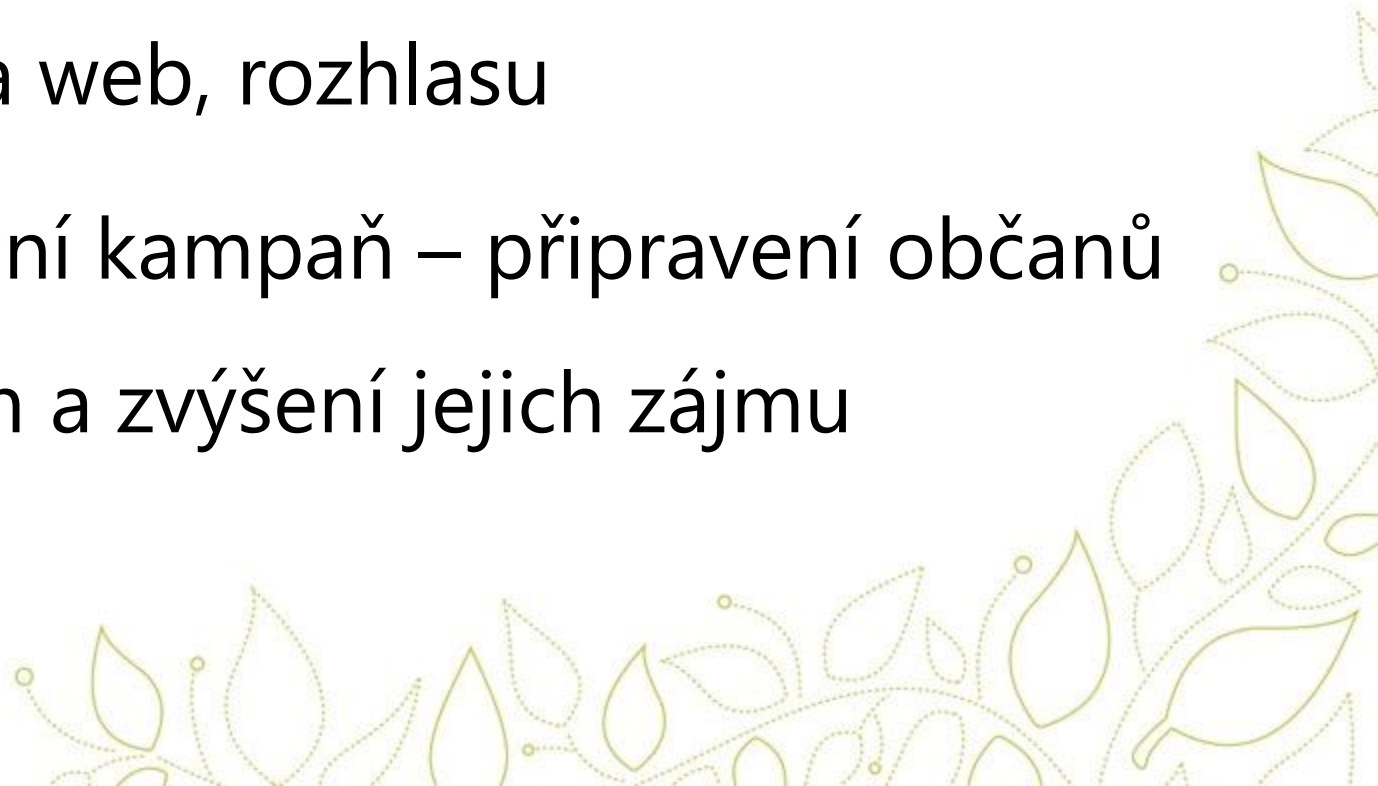 a web, rozhlasu
ní kampaň – připravení občanů
a zvýšení jejich zájmu